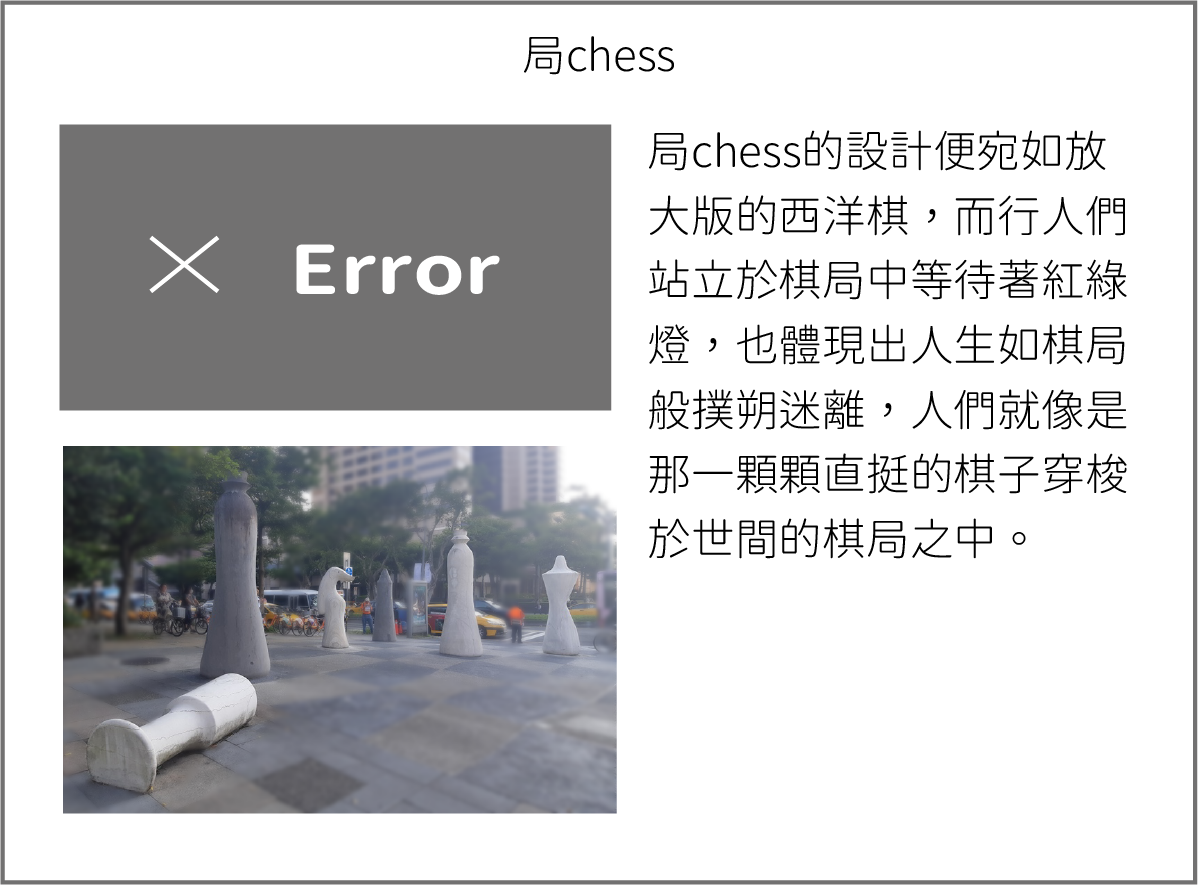 局chess
× Error
局chess的設計便宛如放
大版的西洋棋，而行人們
站立於棋局中等待著紅綠
燈，也體現出人生如棋局
般撲朔迷離，人們就像是
那一顆顆直挺的棋子穿梭
於世間的棋局之中。